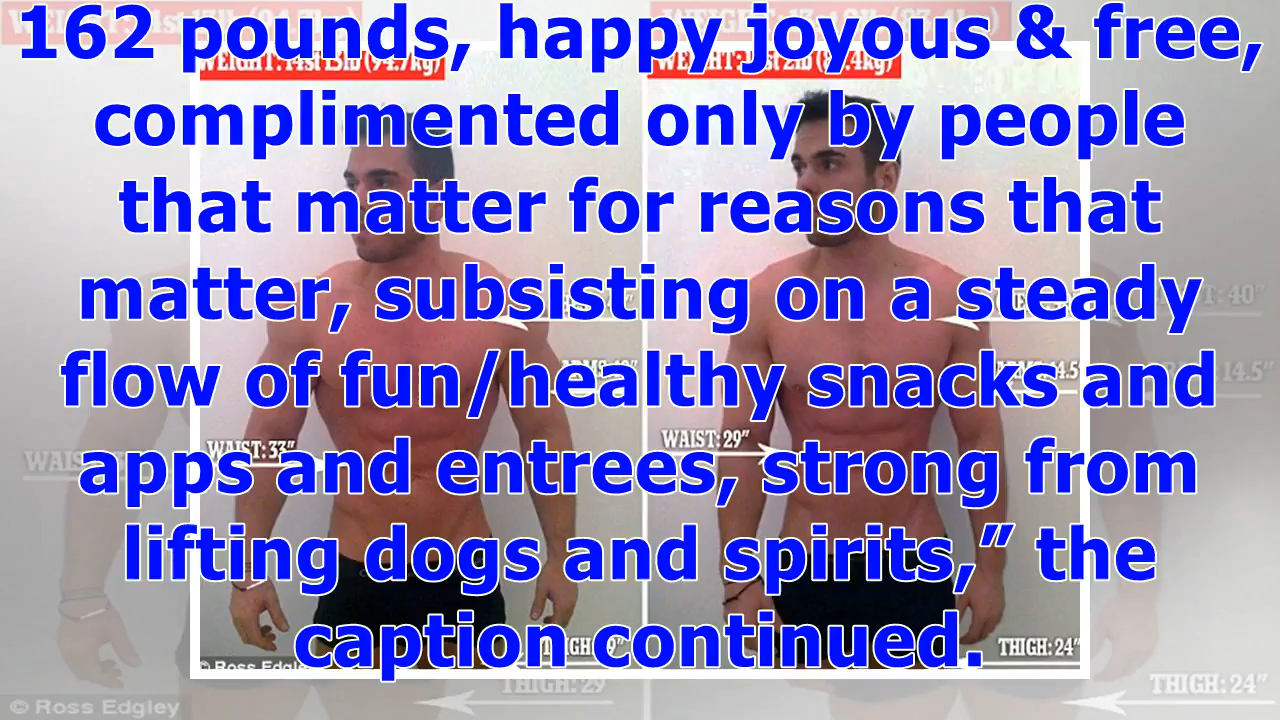 162 pounds, happy joyous & free,
complimented only by people
that matter for reasons that
matter, subsisting on a steady
flow of fun/healthy snacks and
apps and entrees, strong from
lifting dogs and spirits,” the
caption continued.
WAIST: 33”
WAIST: 29”
THIGH: 24”
THIGH: 29
THIGH: 24”
© Ross Edgley